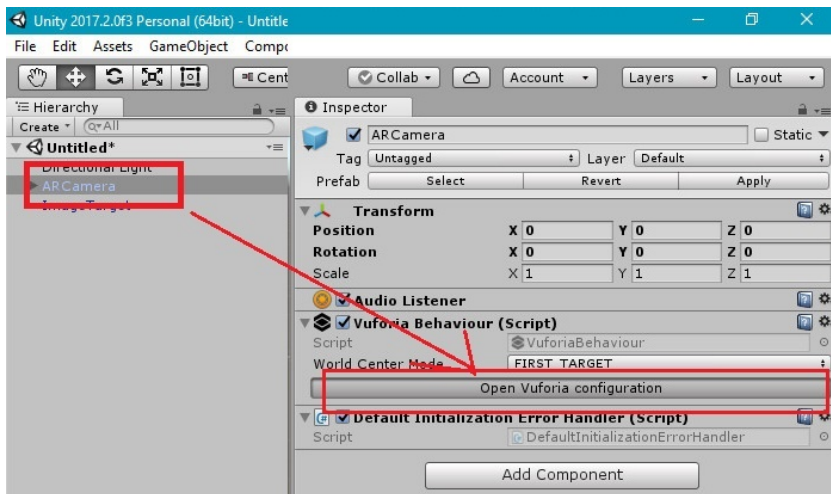 Unity 2017.2.0f3 Personal (64bit) - Untitle
File Edit Assets GameObject Compo
Cent Collab Account Layers Layout
Hierarchy
Inspector
Create All
ARCamera Static
Untitled*
Tag Untagged Layer Default
Directional Light
ARCamera
Prefab Select Revert Apply
ImageTarget
Transform
Position X 0 Y 0 Z 0
Rotation X 0 Y 0 Z 0
Scale X 1 Y 1 Z 1
Audio Listener
Vuforia Behaviour (Script)
Script VuforiaBehaviour
World Center Mode FIRST TARGET
Open Vuforia configuration
Default Initialization Error Handler (Script)
Script DefaultInitializationErrorHandler
Add Component